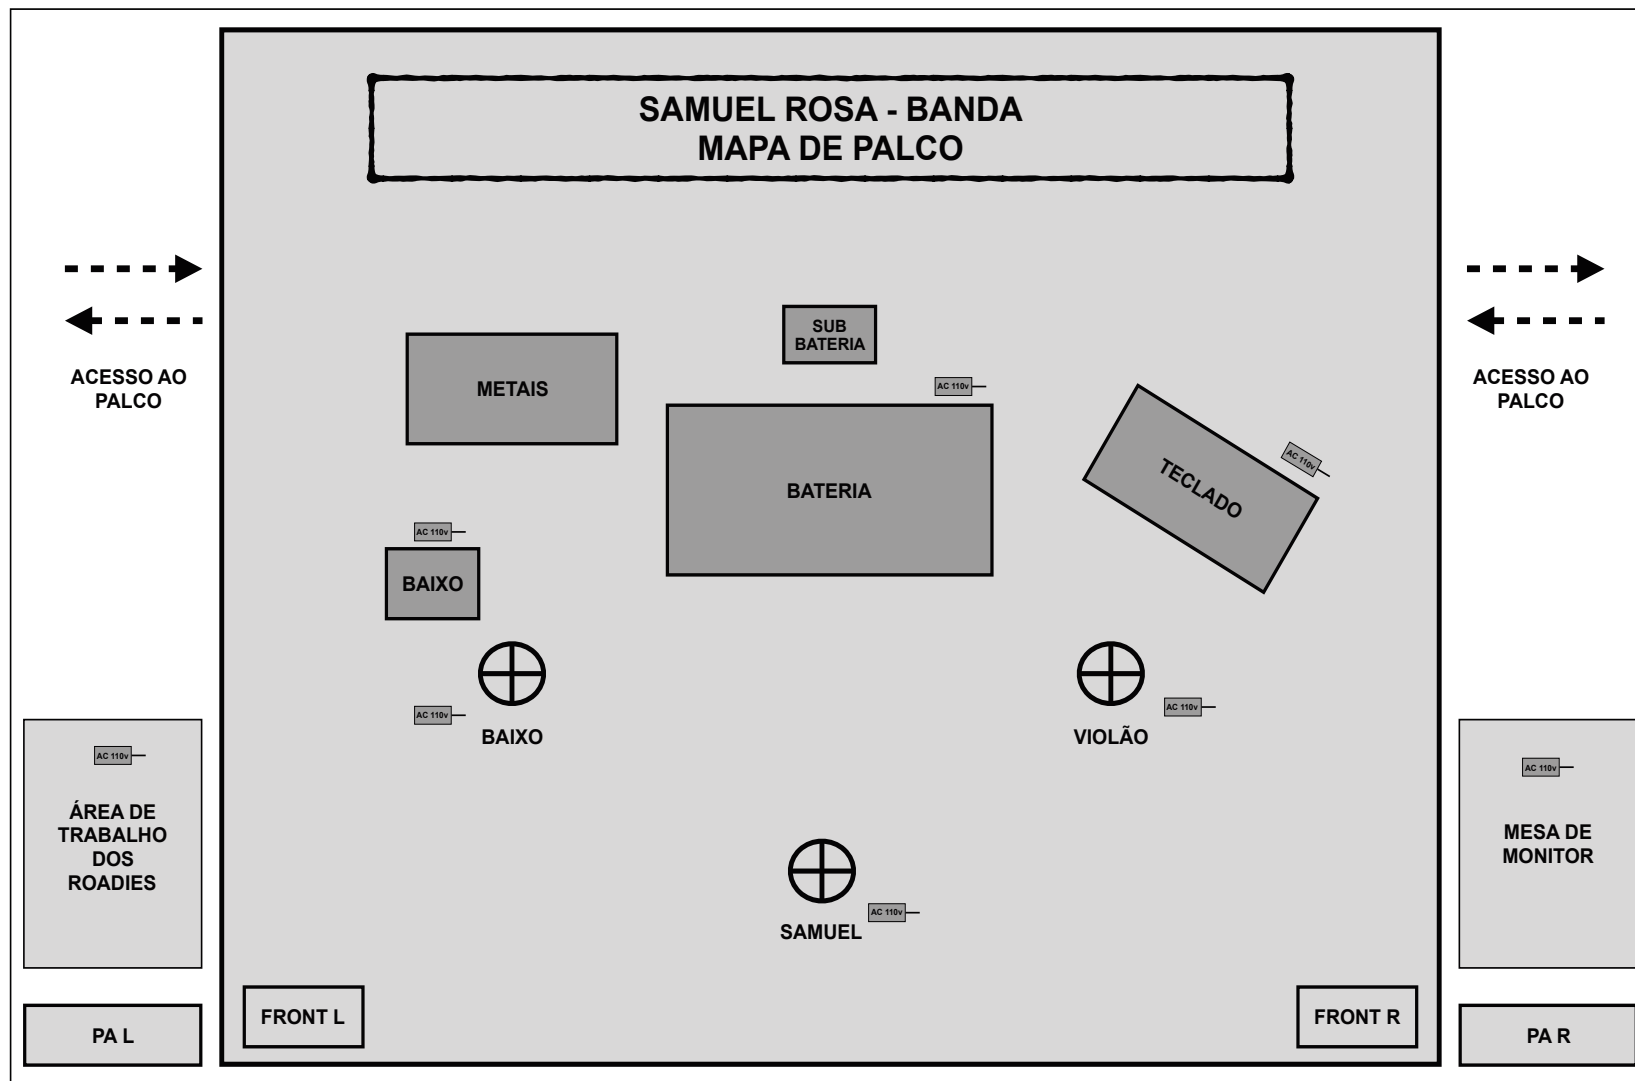 SAMUEL ROSA - BANDA
MAPA DE PALCO
ACESSO AO
PALCO
ACESSO AO
PALCO
SUB
BATERIA
METAIS
AC 110v
BATERIA
TECLADO
AC 110v
AC 110v
BAIXO
AC 110v
BAIXO
VIOLÃO
AC 110v
AC 110v
ÁREA DE
TRABALHO
DOS
ROADIES
AC 110v
MESA DE
MONITOR
SAMUEL
AC 110v
FRONT L
FRONT R
PA L
PA R